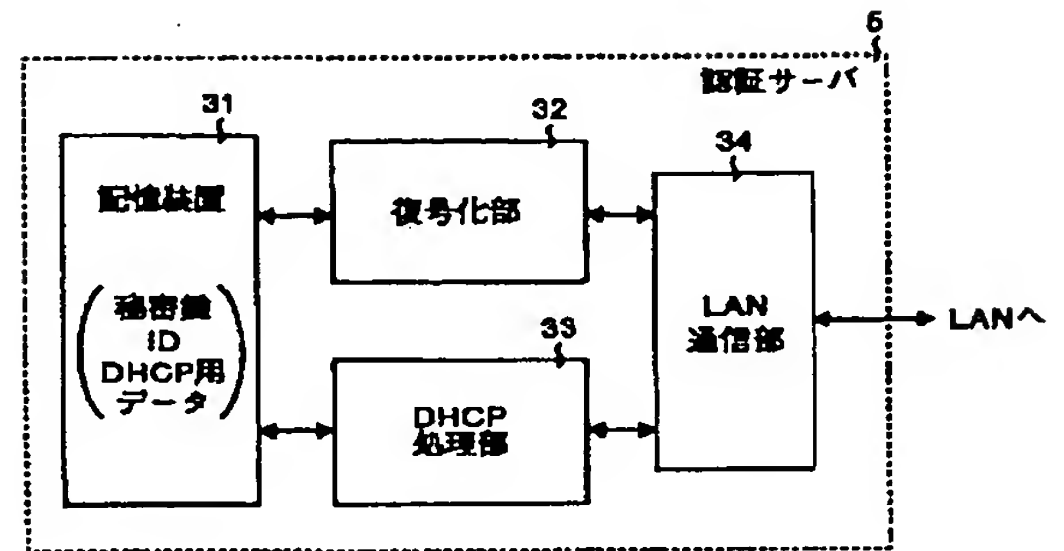 5
認証サーバ
31
32
34
記憶装置
復号化部
秘密鍵
ID
DHCP用
データ
33
LAN
通信部
LANへ
DHCP
処理部